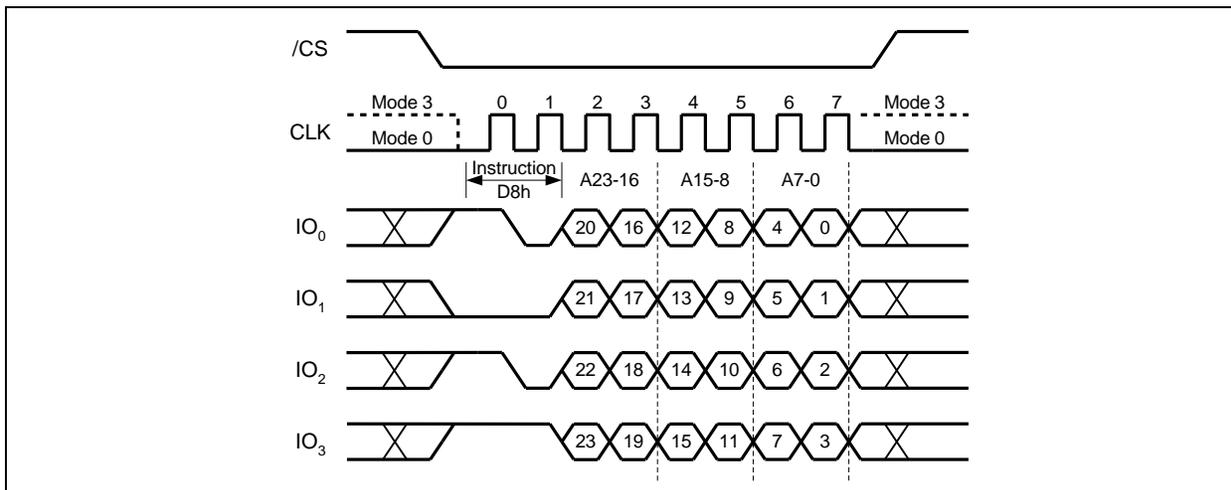 /CS
Mode 3 0 1 2 3 4 5 6 7 Mode 3
CLK
Mode 0 Mode 0
Instruction
D8h A23-16 A15-8 A7-0
IO0 20 16 12 8 4 0
IO1 21 17 13 9 5 1
IO2 22 18 14 10 6 2
IO3 23 19 15 11 7 3